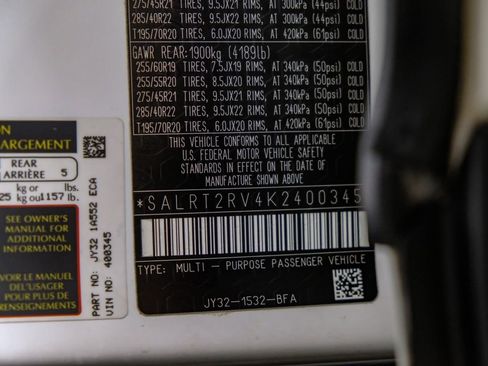 275/45R21 TIRES, 9.5JX21 RIMS, AT 300kPa (44psi) COLD
285/40R22 TIRES, 9.5JX22 RIMS, AT 300kPa (44psi) COLD
T195/70R20 TIRES, 6.0JX20 RIMS, AT 420kPa (61psi) COLD
GAWR REAR:1900kg (4189lb)
255/60R19 TIRES, 7.5JX19 RIMS, AT 340kPa (50psi) COLD
255/55R20 TIRES, 8.5JX20 RIMS, AT 340kPa (50psi) COLD
275/45R21 TIRES, 9.5JX21 RIMS, AT 340kPa (50psi) COLD
285/40R22 TIRES, 9.5JX22 RIMS, AT 340kPa (50psi) COLD
T195/70R20 TIRES, 6.0JX20 RIMS, AT 420kPa (61psi) COLD
THIS VEHICLE CONFORMS TO ALL APPLICABLE
U.S. FEDERAL MOTOR VEHICLE SAFETY
STANDARDS IN EFFECT ON THE DATE OF
MANUFACTURE SHOWN ABOVE.
*SALRT2RV4K2400345
TYPE: MULTI - PURPOSE PASSENGER VEHICLE
JY32-1532-BFA
ON
ARGEMENT
REAR
ARRIÈRE 5
kg or lbs.
25 kg ou 1157 lb.
SEE OWNER'S
MANUAL FOR
ADDITIONAL
INFORMATION
VOIR LE MANUEL
DE L'USAGER
POUR PLUS DE
RENSEIGNEMENTS
PART NO: JY32 1A552 ECA
VIN: 400345